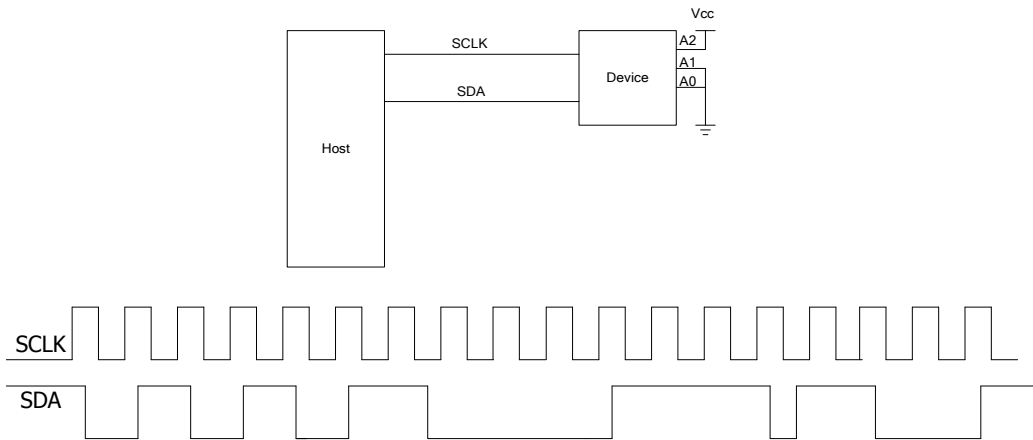 Vcc
SCLK
A2
A1
Device
A0
SDA
Host
SCLK
SDA